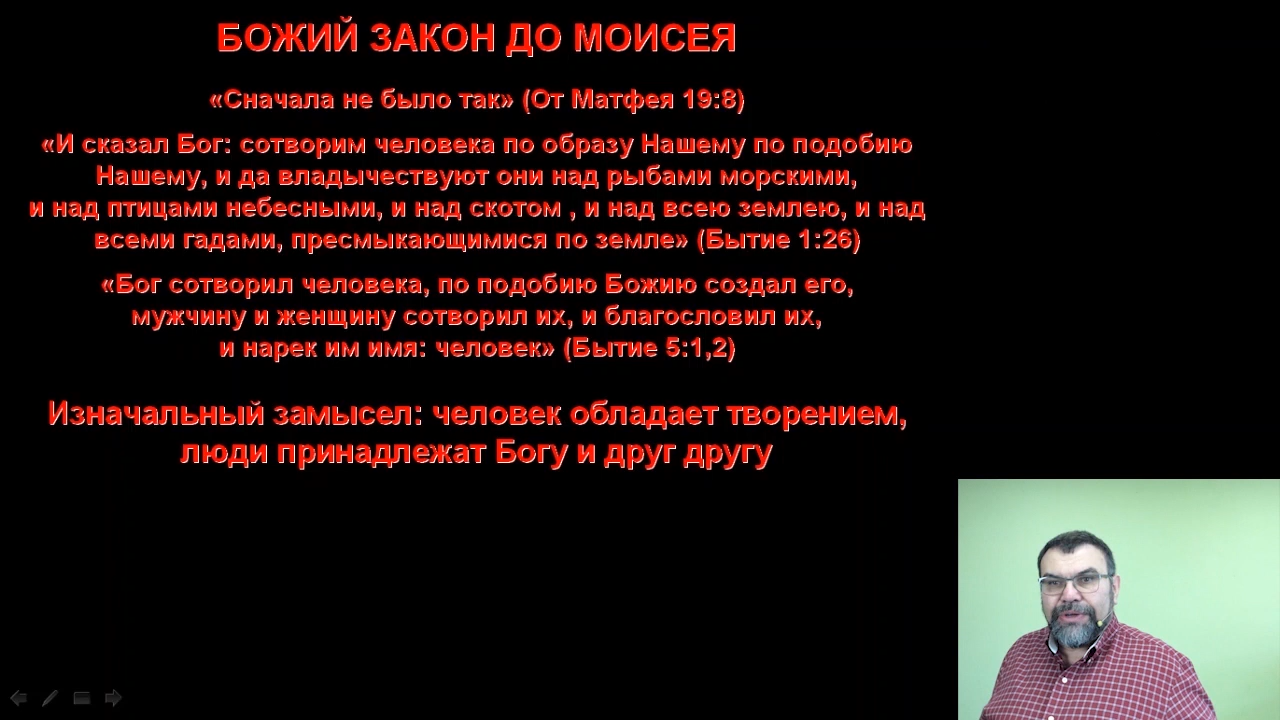 БОЖИЙ ЗАКОН ДО МОИСЕЯ
«Сначала не было так» (От Матфея 19:8)
«И сказал Бог: сотворим человека по образу Нашему по подобию
Нашему, и да владычествуют они над рыбами морскими,
и над птицами небесными, и над скотом , и над всею землею, и над
всеми гадами, пресмыкающимися по земле» (Бытие 1:26)
«Бог сотворил человека, по подобию Божию создал его,
мужчину и женщину сотворил их, и благословил их,
и нарек им имя: человек» (Бытие 5:1,2)
Изначальный замысел: человек обладает творением,
люди принадлежат Богу и друг другу